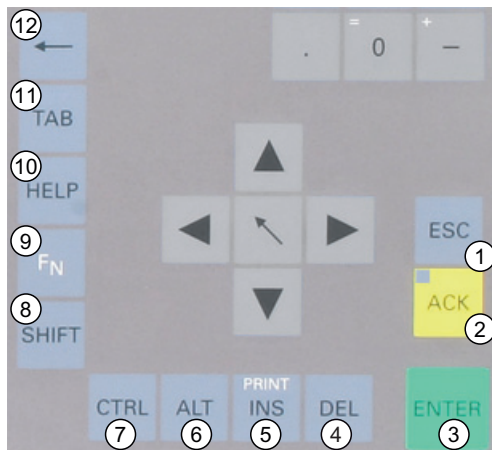 12
= +
. 0 −
11
TAB
10
HELP
9
FN
8
SHIFT
ESC
1
ACK
2
CTRL
7
ALT
6
PRINT
INS
5
DEL
4
ENTER
3